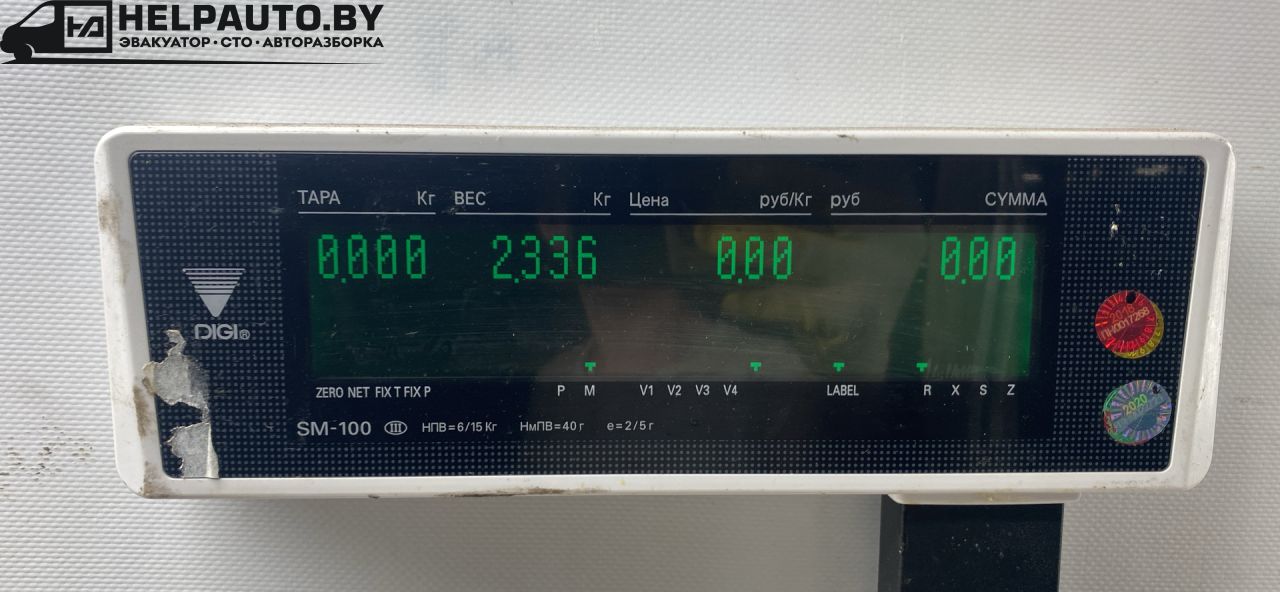 HELPAUTO.BY
ЭВАКУАТОР · СТО · АВТОРАЗБОРКА
ТАРА Кг ВЕС Кг Цена руб/Кг руб СУММА
0.000 2.336 0.00 0.00
DIGI®
2018
ZERO NET FIX T FIX P P M V1 V2 V3 V4 LABEL R X S Z
2020
SM-100 III НПВ=6/15 Кг НмПВ=40 г e=2/5 г